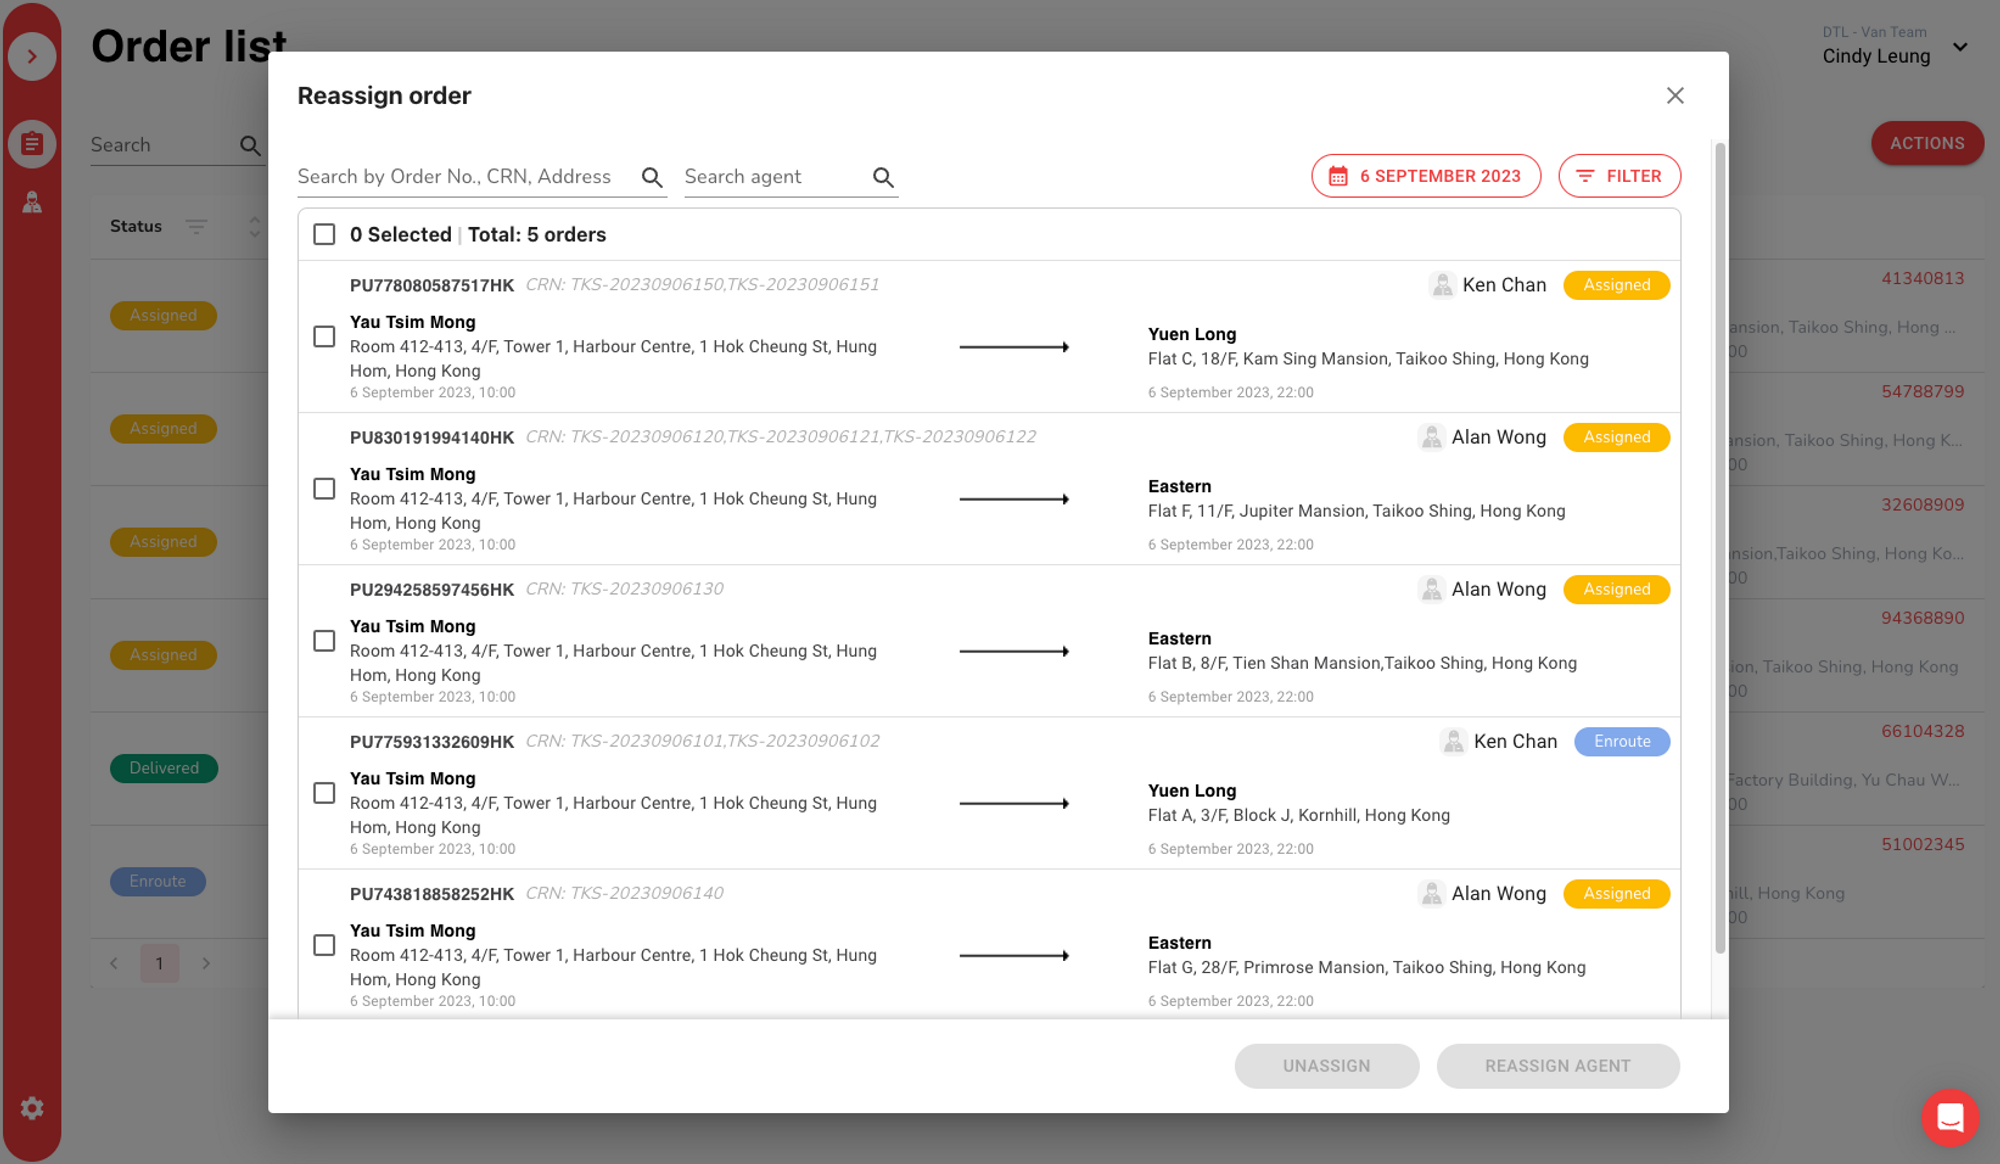 Order list
DTL - Van Team
Cindy Leung
Search
ACTIONS
Status
Assigned
Assigned
Assigned
Assigned
Delivered
Enroute
1
Reassign order
Search by Order No., CRN, Address
Search agent
6 SEPTEMBER 2023
FILTER
0 Selected | Total: 5 orders
PU778080587517HK CRN: TKS-20230906150,TKS-20230906151
Ken Chan Assigned
Yau Tsim Mong
Room 412-413, 4/F, Tower 1, Harbour Centre, 1 Hok Cheung St, Hung
Hom, Hong Kong
6 September 2023, 10:00
Yuen Long
Flat C, 18/F, Kam Sing Mansion, Taikoo Shing, Hong Kong
6 September 2023, 22:00
PU830191994140HK CRN: TKS-20230906120,TKS-20230906121,TKS-20230906122
Alan Wong Assigned
Yau Tsim Mong
Room 412-413, 4/F, Tower 1, Harbour Centre, 1 Hok Cheung St, Hung
Hom, Hong Kong
6 September 2023, 10:00
Eastern
Flat F, 11/F, Jupiter Mansion, Taikoo Shing, Hong Kong
6 September 2023, 22:00
PU294258597456HK CRN: TKS-20230906130
Alan Wong Assigned
Yau Tsim Mong
Room 412-413, 4/F, Tower 1, Harbour Centre, 1 Hok Cheung St, Hung
Hom, Hong Kong
6 September 2023, 10:00
Eastern
Flat B, 8/F, Tien Shan Mansion,Taikoo Shing, Hong Kong
6 September 2023, 22:00
PU775931332609HK CRN: TKS-20230906101,TKS-20230906102
Ken Chan Enroute
Yau Tsim Mong
Room 412-413, 4/F, Tower 1, Harbour Centre, 1 Hok Cheung St, Hung
Hom, Hong Kong
6 September 2023, 10:00
Yuen Long
Flat A, 3/F, Block J, Kornhill, Hong Kong
6 September 2023, 22:00
PU743818858252HK CRN: TKS-20230906140
Alan Wong Assigned
Yau Tsim Mong
Room 412-413, 4/F, Tower 1, Harbour Centre, 1 Hok Cheung St, Hung
Hom, Hong Kong
6 September 2023, 10:00
Eastern
Flat G, 28/F, Primrose Mansion, Taikoo Shing, Hong Kong
6 September 2023, 22:00
UNASSIGN
REASSIGN AGENT
41340813
ansion, Taikoo Shing, Hong ...
00
54788799
ansion, Taikoo Shing, Hong K...
00
32608909
nsion,Taikoo Shing, Hong Ko...
00
94368890
ion, Taikoo Shing, Hong Kong
00
66104328
Factory Building, Yu Chau W...
00
51002345
hill, Hong Kong
00